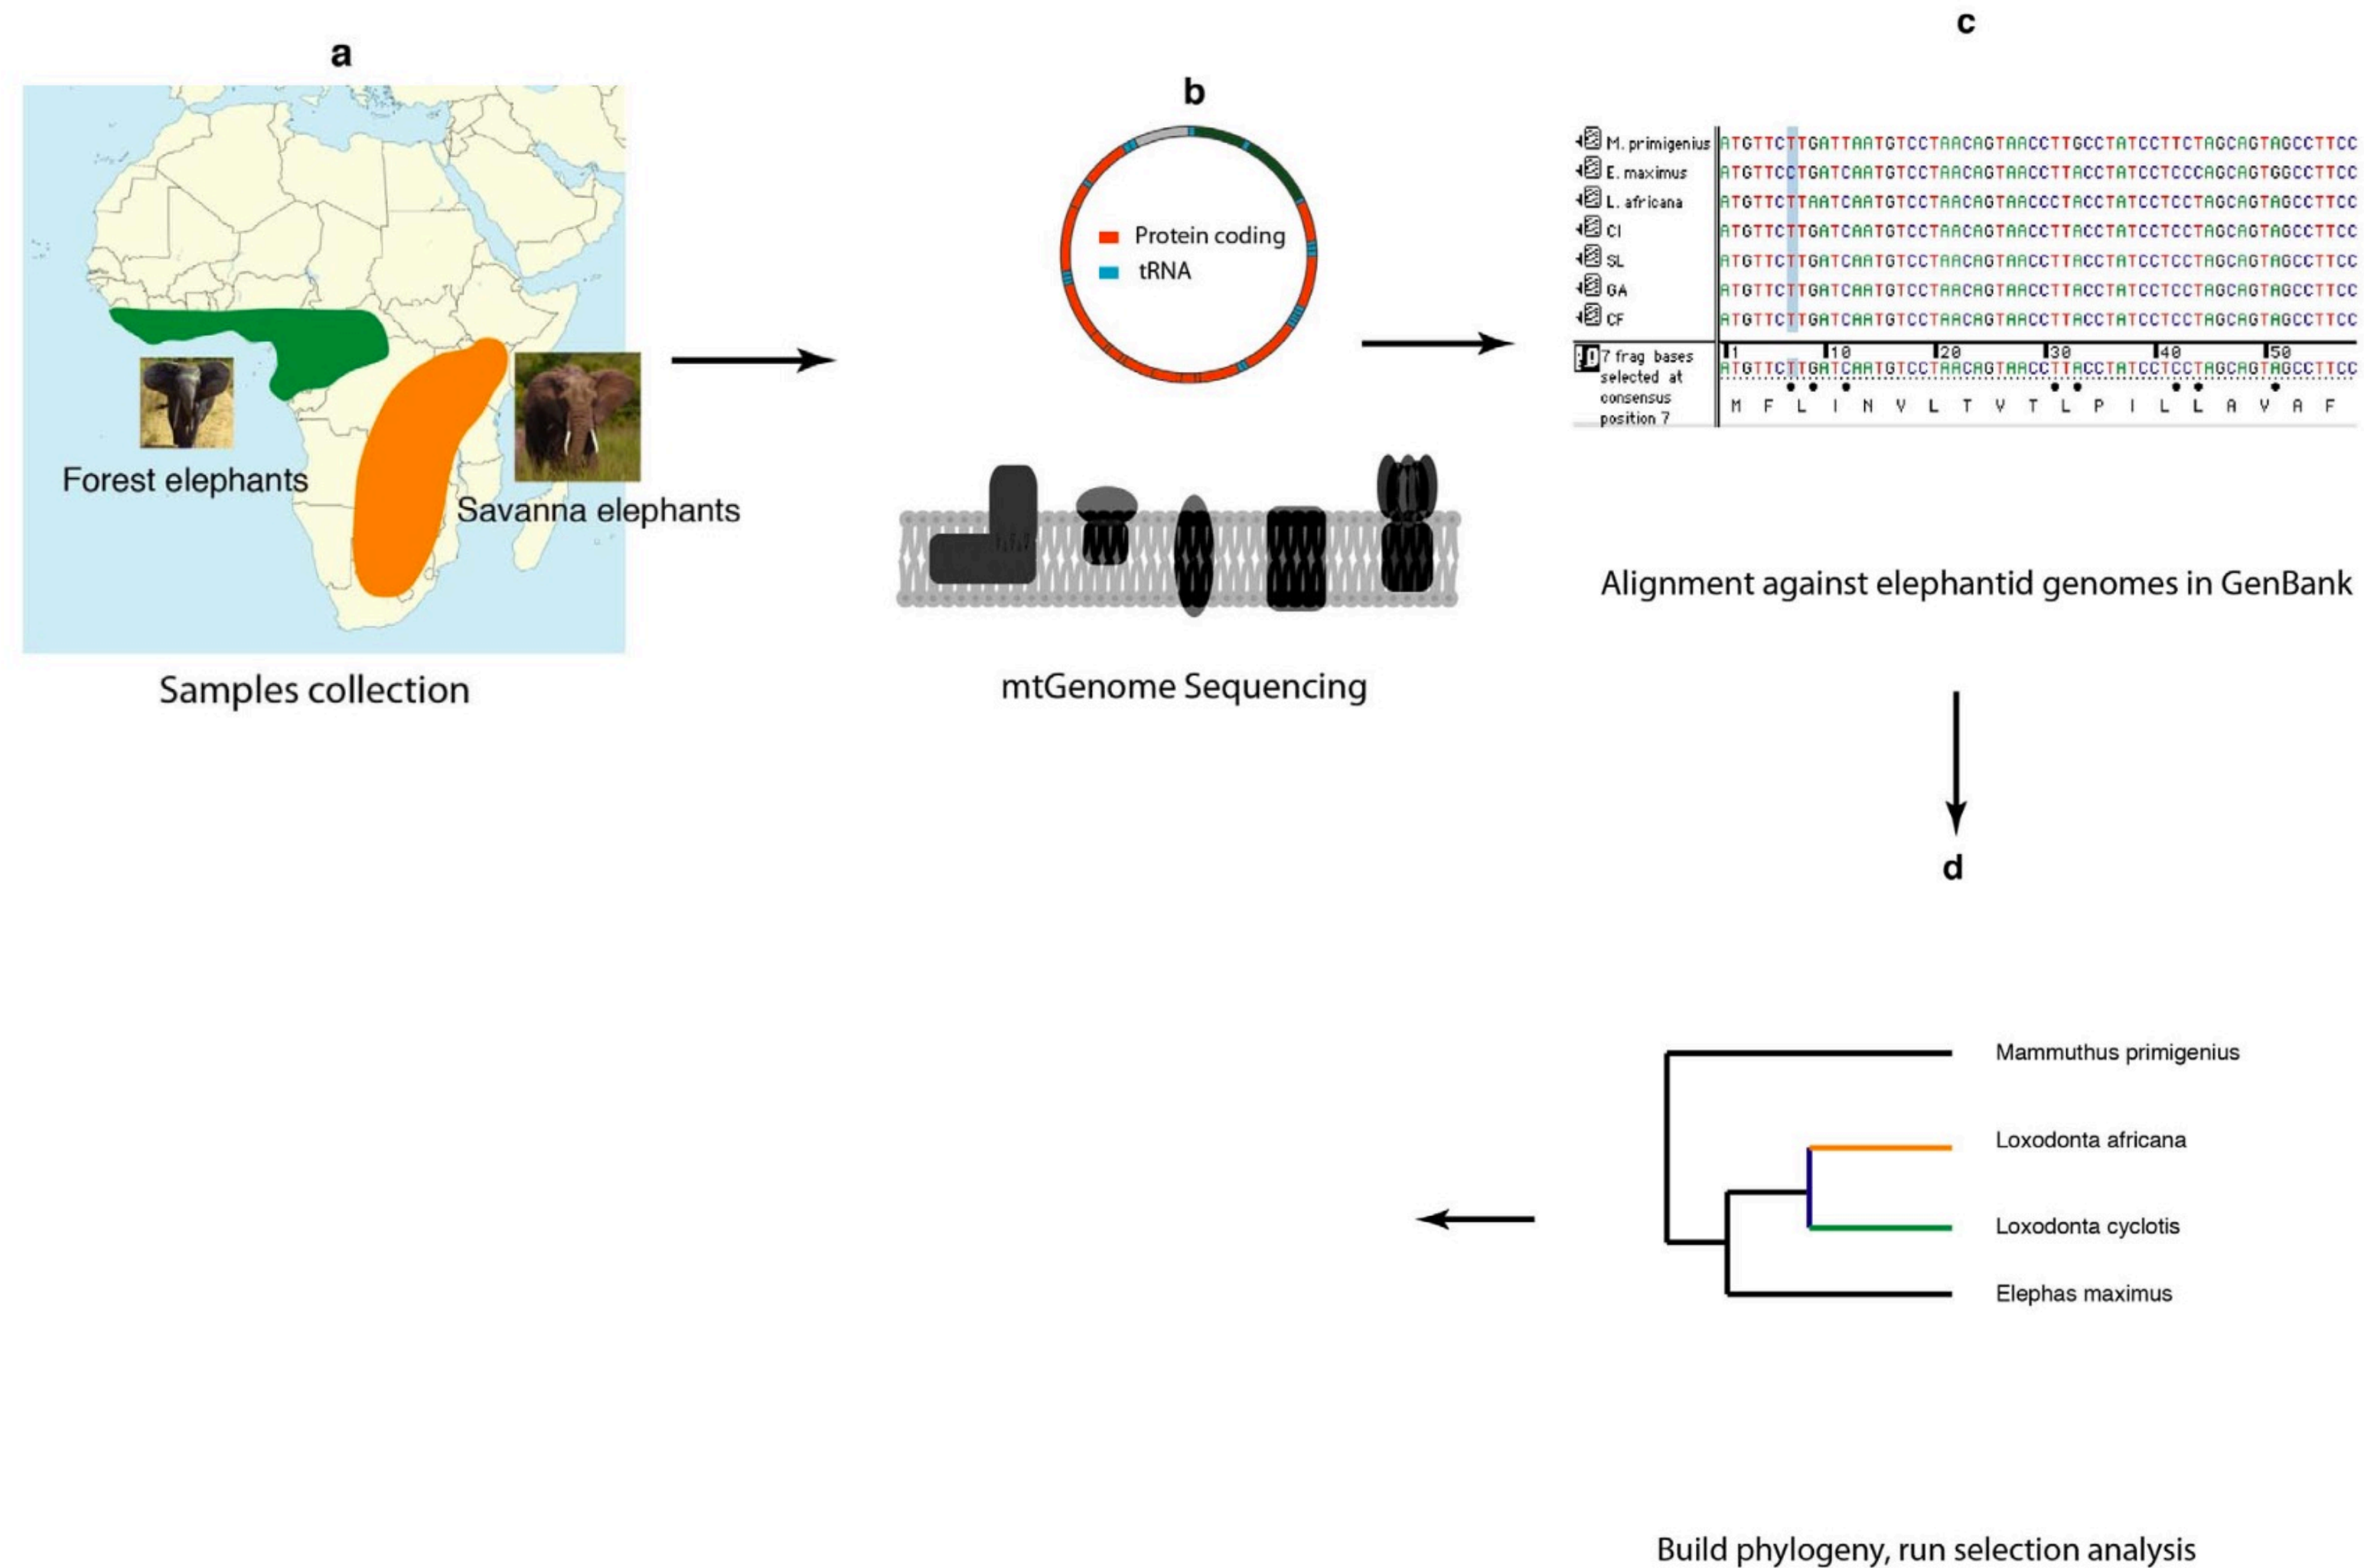 a
Forest elephants
Savanna elephants
Samples collection
b
Protein coding
tRNA
mtGenome Sequencing
c
M. primigenius ATGTTCTTGATTAATGTCCTAACAGTAACCTTGCCTATCCTTCTAGCAGTAGCCTTCC
E. maximus ATGTTCCTGATCAATGTCCTAACAGTAACCTTACCTATCCTCCCAGCAGTGGCCTTCC
L. africana ATGTTCTTAATCAATGTCCTAACAGTAACCCTACCTATCCTCCTAGCAGTAGCCTTCC
CI ATGTTCTTGATCAATGTCCTAACAGTAACCTTACCTATCCTCCTAGCAGTAGCCTTCC
SL ATGTTCTTGATCAATGTCCTAACAGTAACCTTACCTATCCTCCTAGCAGTAGCCTTCC
GA ATGTTCTTGATCAATGTCCTAACAGTAACCTTACCTATCCTCCTAGCAGTAGCCTTCC
CF ATGTTCTTGATCAATGTCCTAACAGTAACCTTACCTATCCTCCTAGCAGTAGCCTTCC
7 frag bases
selected at
consensus
position 7
1 10 20 30 40 50
ATGTTCTTGATCAATGTCCTAACAGTAACCTTACCTATCCTCCTAGCAGTAGCCTTCC
M F L I N V L T V T L P I L L A V A F
Alignment against elephantid genomes in GenBank
d
Mammuthus primigenius
Loxodonta africana
Loxodonta cyclotis
Elephas maximus
Build phylogeny, run selection analysis